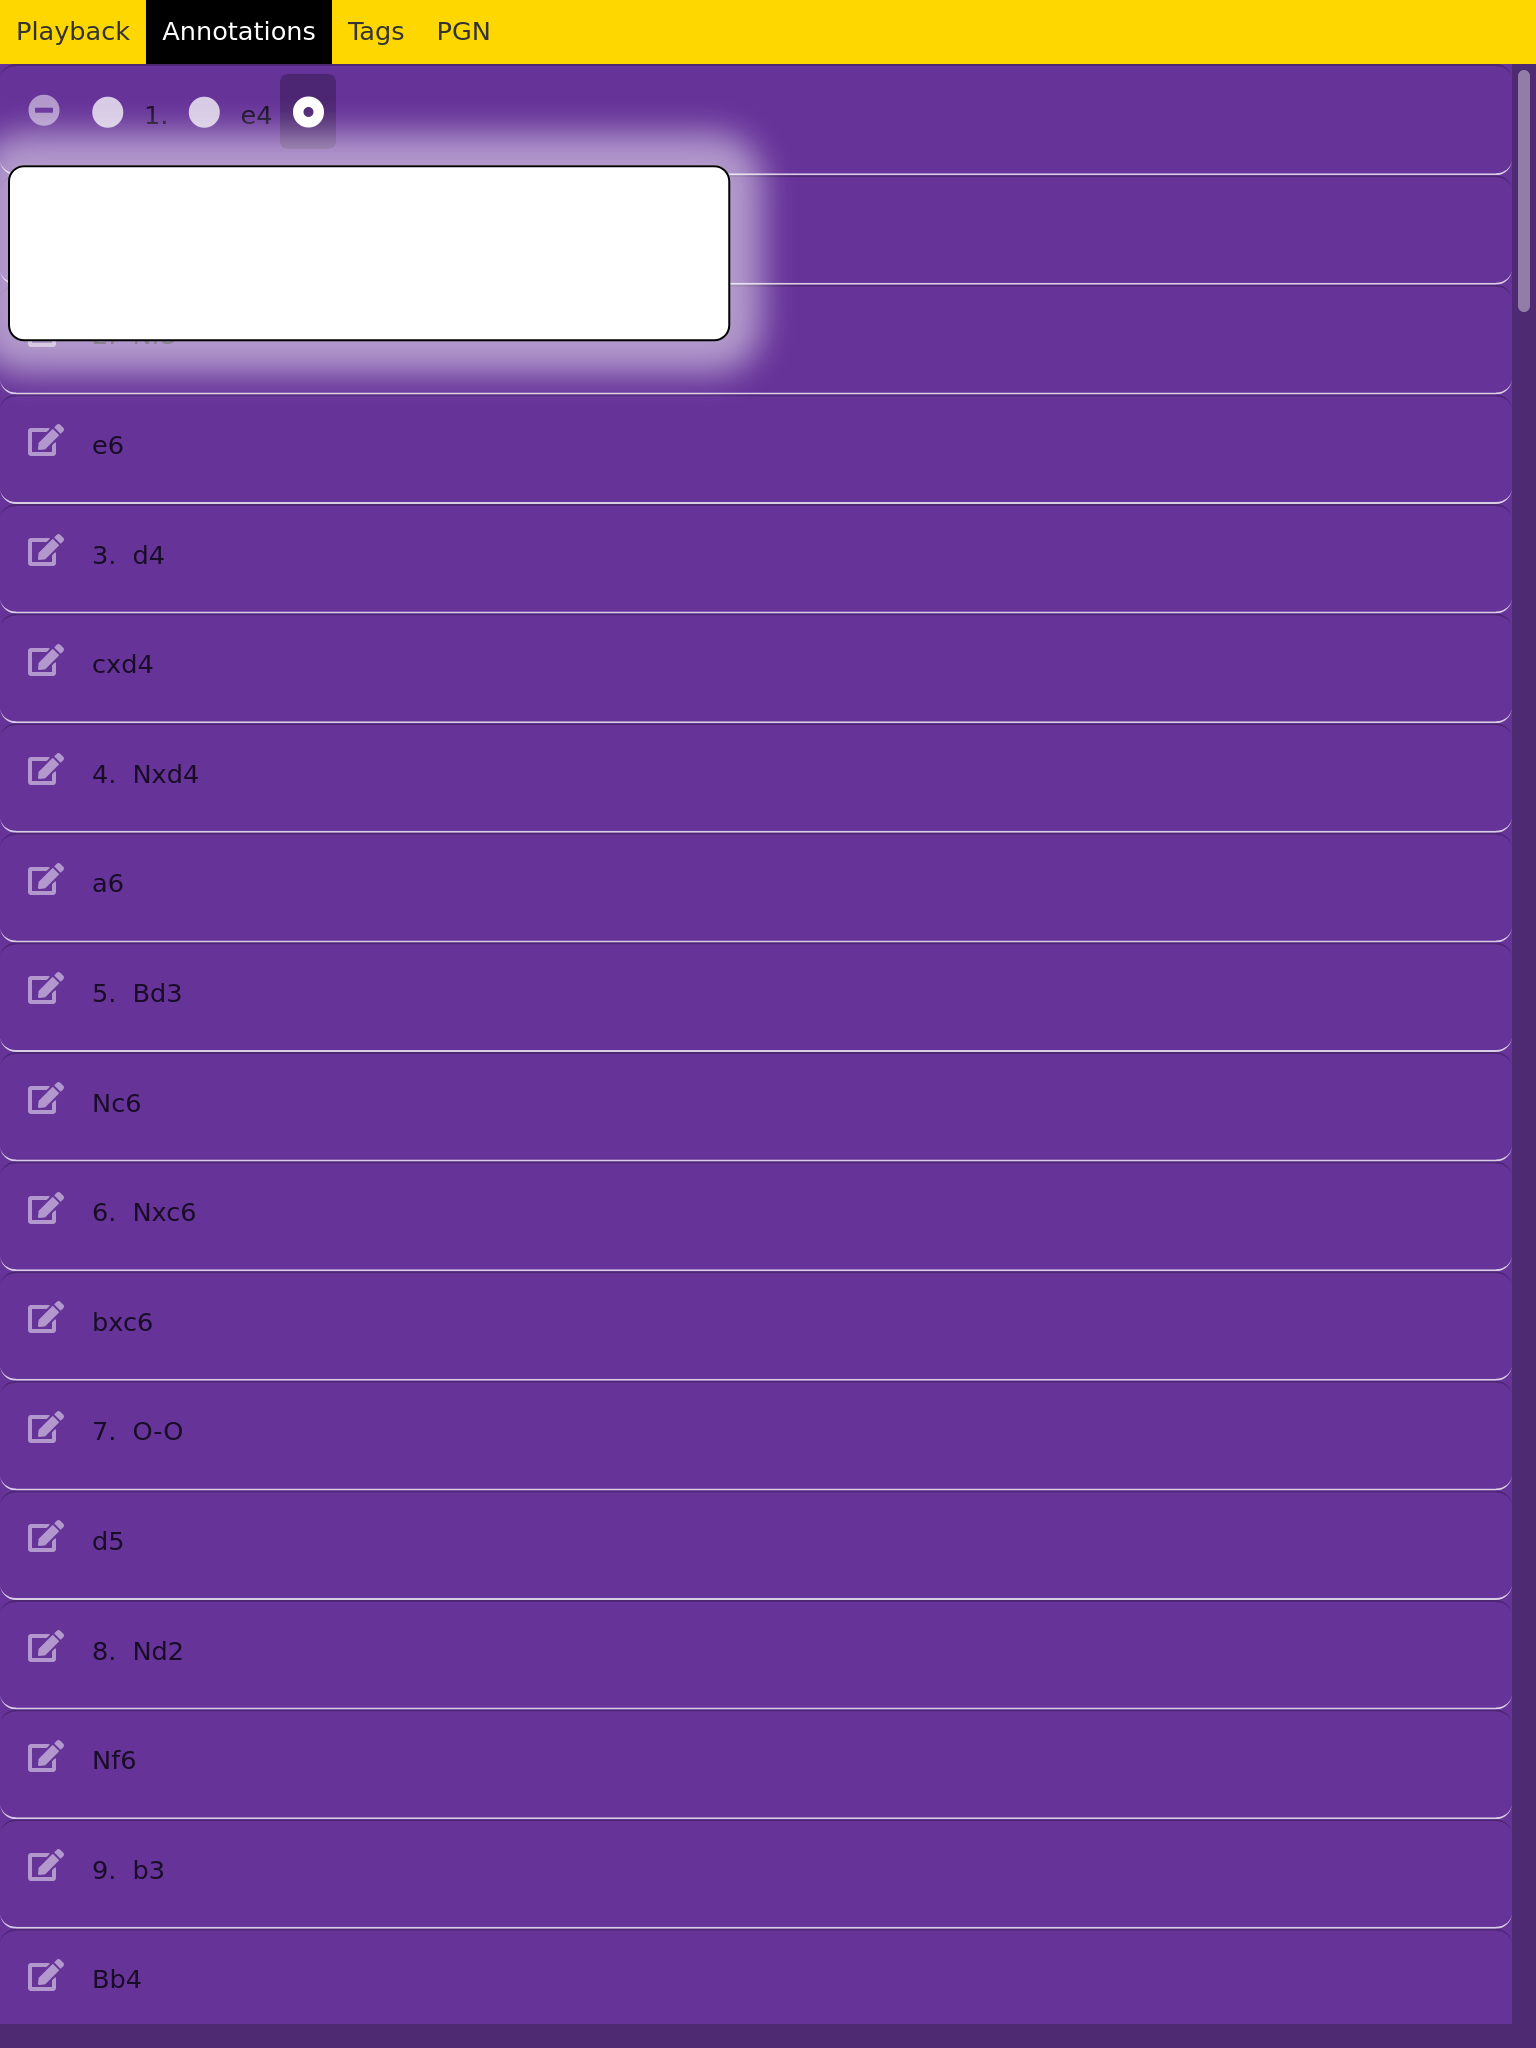 Playback Annotations Tags PGN
1. e4
e6
3. d4
cxd4
4. Nxd4
a6
5. Bd3
Nc6
6. Nxc6
bxc6
7. O-O
d5
8. Nd2
Nf6
9. b3
Bb4